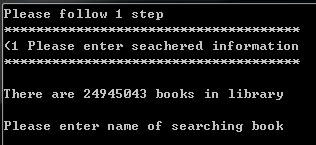 Please follow 1 step
*************************************
(1 Please enter seachered information
*************************************
There are 24945043 books in library
Please enter name of searching book